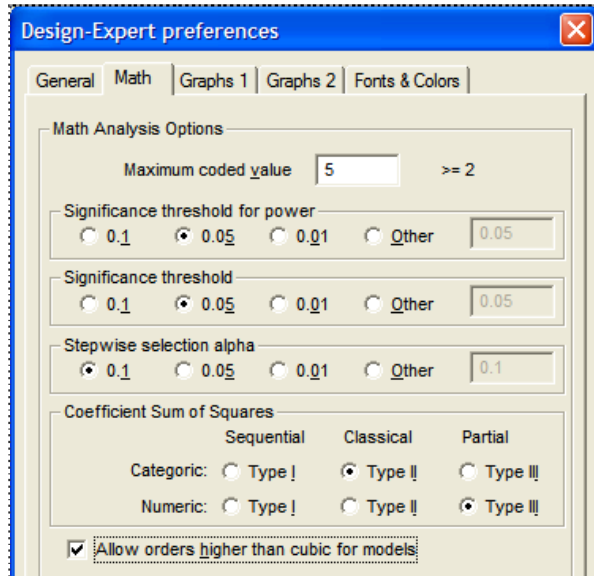 Design-Expert preferences
General Math Graphs 1 Graphs 2 Fonts & Colors
Math Analysis Options
Maximum coded value 5 >= 2
Significance threshold for power
0.1 0.05 0.01 Other 0.05
Significance threshold
0.1 0.05 0.01 Other 0.05
Stepwise selection alpha
0.1 0.05 0.01 Other 0.1
Coefficient Sum of Squares
Sequential Classical Partial
Categoric: Type I Type II Type III
Numeric: Type I Type II Type III
Allow orders higher than cubic for models